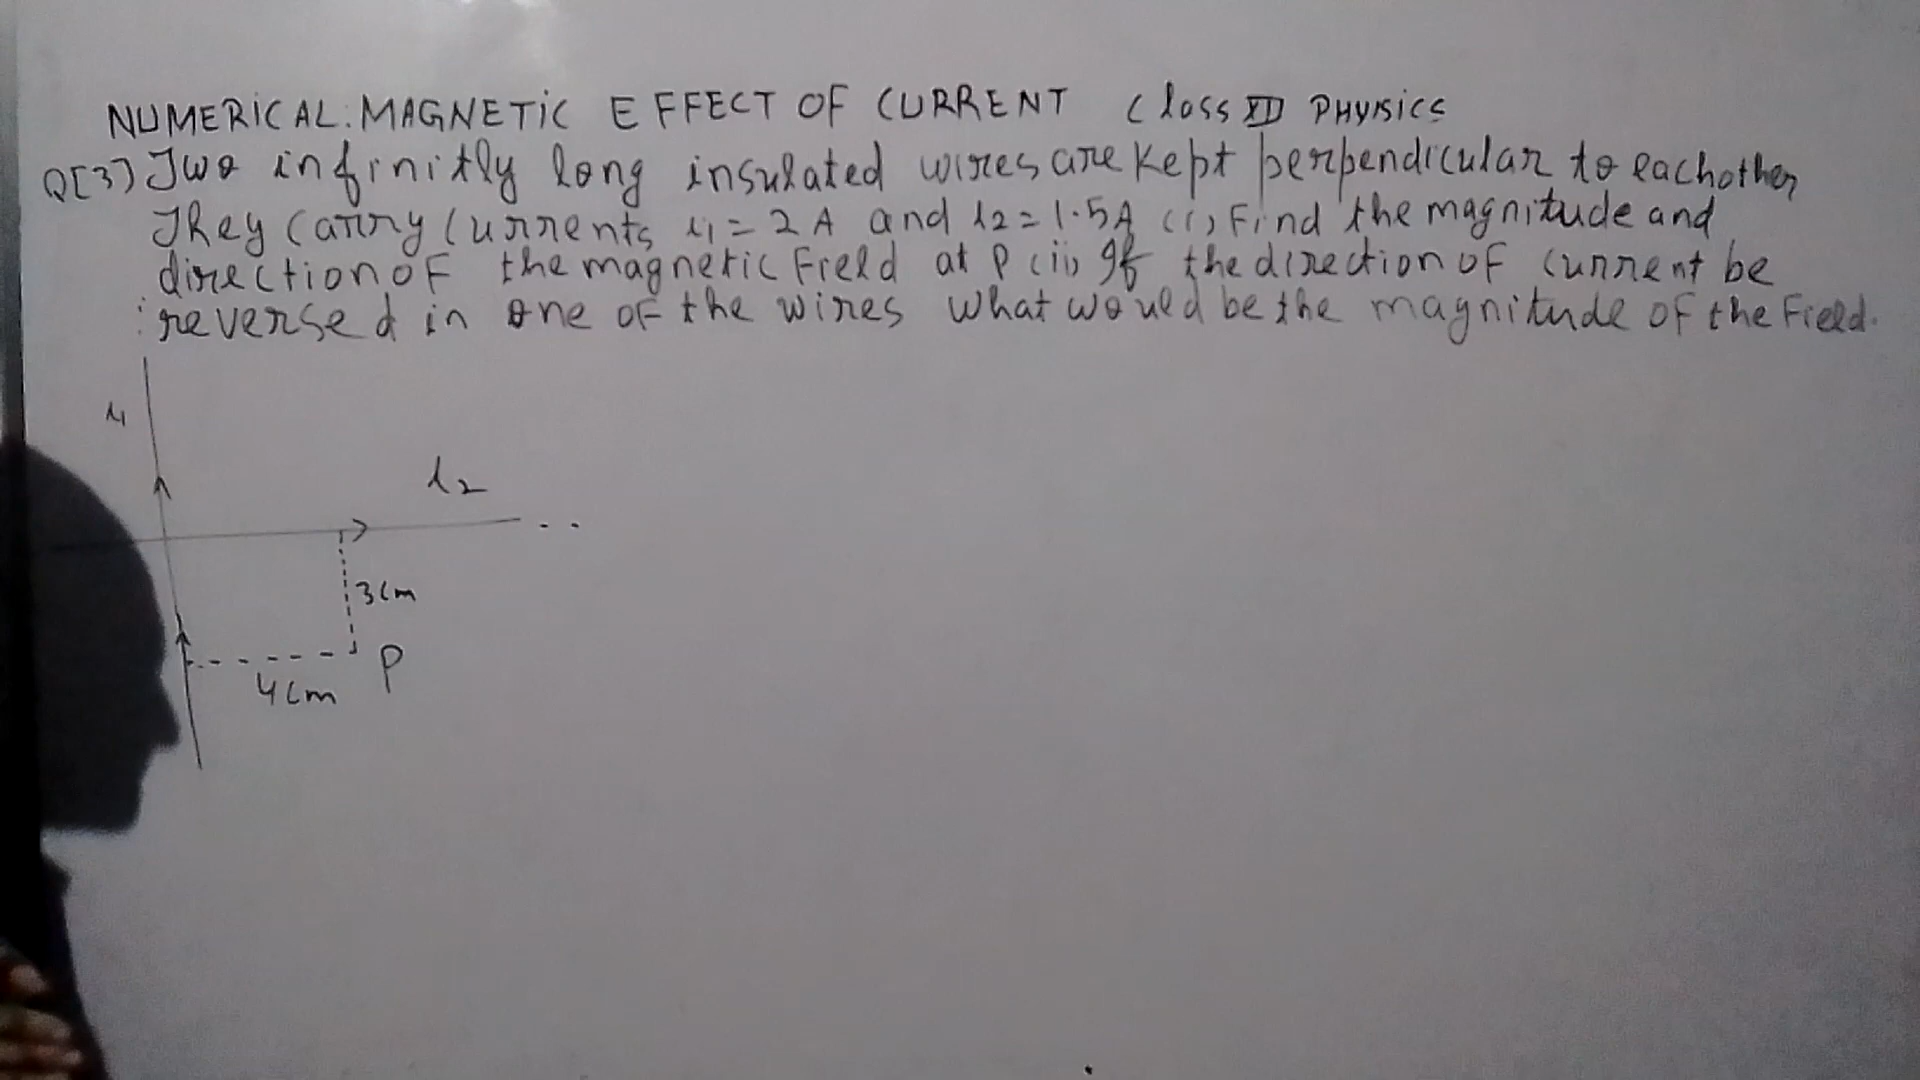 NUMERICAL: MAGNETIC EFFECT OF CURRENT Class XII PHYSICS
Q[3] Two infinitly long insulated wires are Kept perpendicular to eachother
They Carry Currents i1 = 2 A and i2 = 1.5A (i) Find the magnitude and
direction of the magnetic Field at P (ii) If the direction of current be
reversed in one of the wires What would be the magnitude of the Field.
i1
i2
3cm
P
4cm